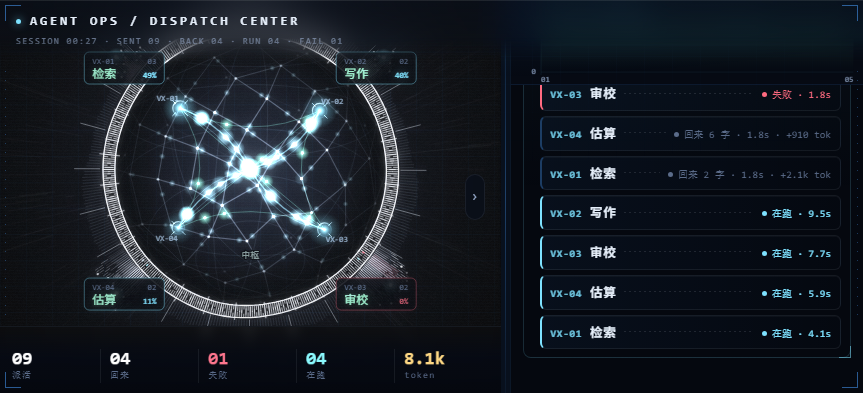 AGENT OPS / DISPATCH CENTER
SESSION 00:27 · SENT 09 · BACK 04 · RUN 04 · FAIL 01
VX-01 03
检索 49%
VX-02 02
写作 40%
VX-01
VX-02
VX-04
VX-03
中枢
VX-04 02
估算 11%
VX-03 02
审校 0%
›
09
派活
04
回来
01
失败
04
在跑
8.1k
token
0
01 05
VX-03 审校 失败 · 1.8s
VX-04 估算 回来 6 字 · 1.8s · +910 tok
VX-01 检索 回来 2 字 · 1.8s · +2.1k tok
VX-02 写作 在跑 · 9.5s
VX-03 审校 在跑 · 7.7s
VX-04 估算 在跑 · 5.9s
VX-01 检索 在跑 · 4.1s